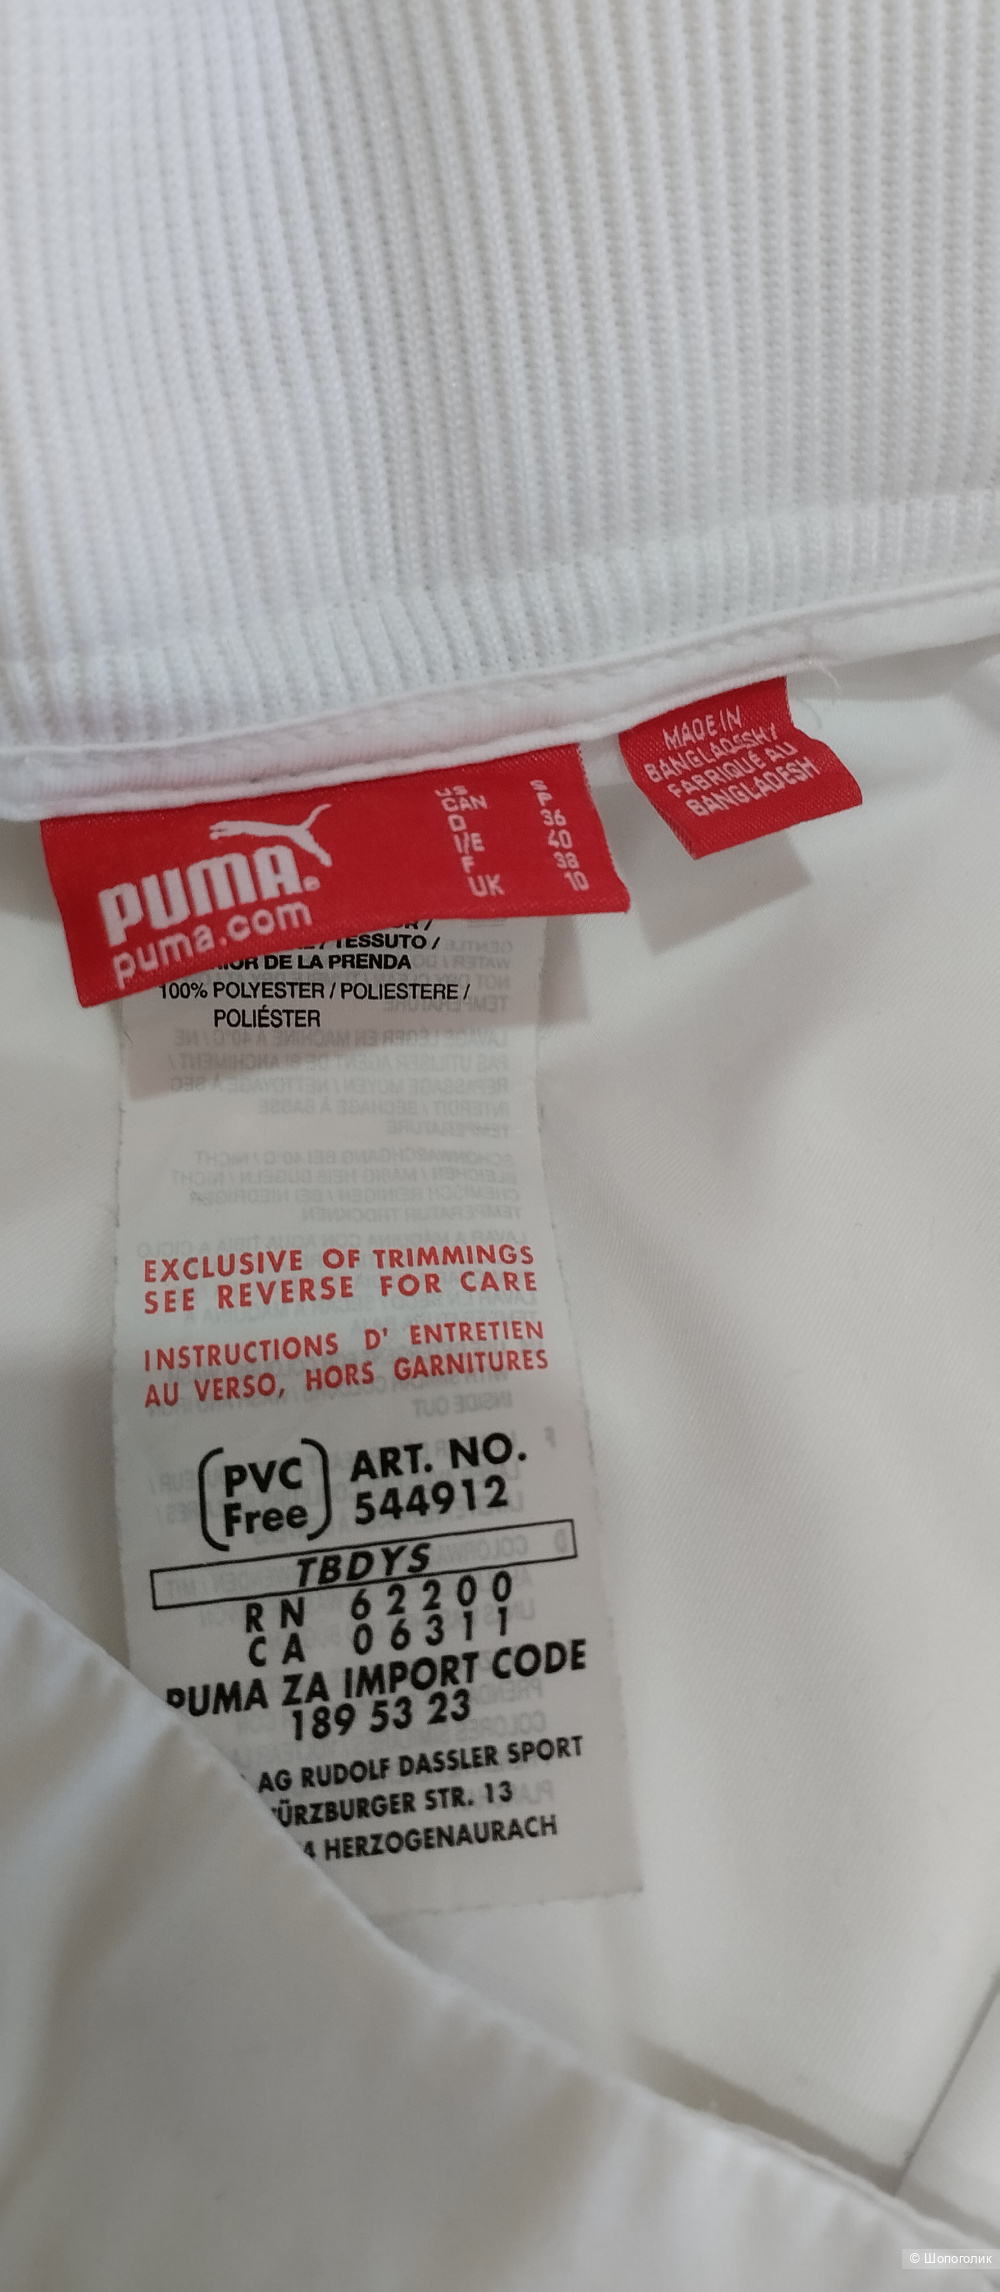 PUMA®
puma.com
US S
CAN P
D 36
I/E 40
F 38
UK 10
MADE IN
BANGLADESH/
FABRIQUÉ AU
BANGLADESH
TESSUTO /
DE LA PRENDA
100% POLYESTER / POLIESTERE /
POLIÉSTER
EXCLUSIVE OF TRIMMINGS
SEE REVERSE FOR CARE
INSTRUCTIONS D' ENTRETIEN
AU VERSO, HORS GARNITURES
PVC Free
ART. NO.
544912
TBDYS
RN 62200
CA 06311
PUMA ZA IMPORT CODE
189 53 23
AG RUDOLF DASSLER SPORT
ÜRZBURGER STR. 13
4 HERZOGENAURACH
© Шопоголик